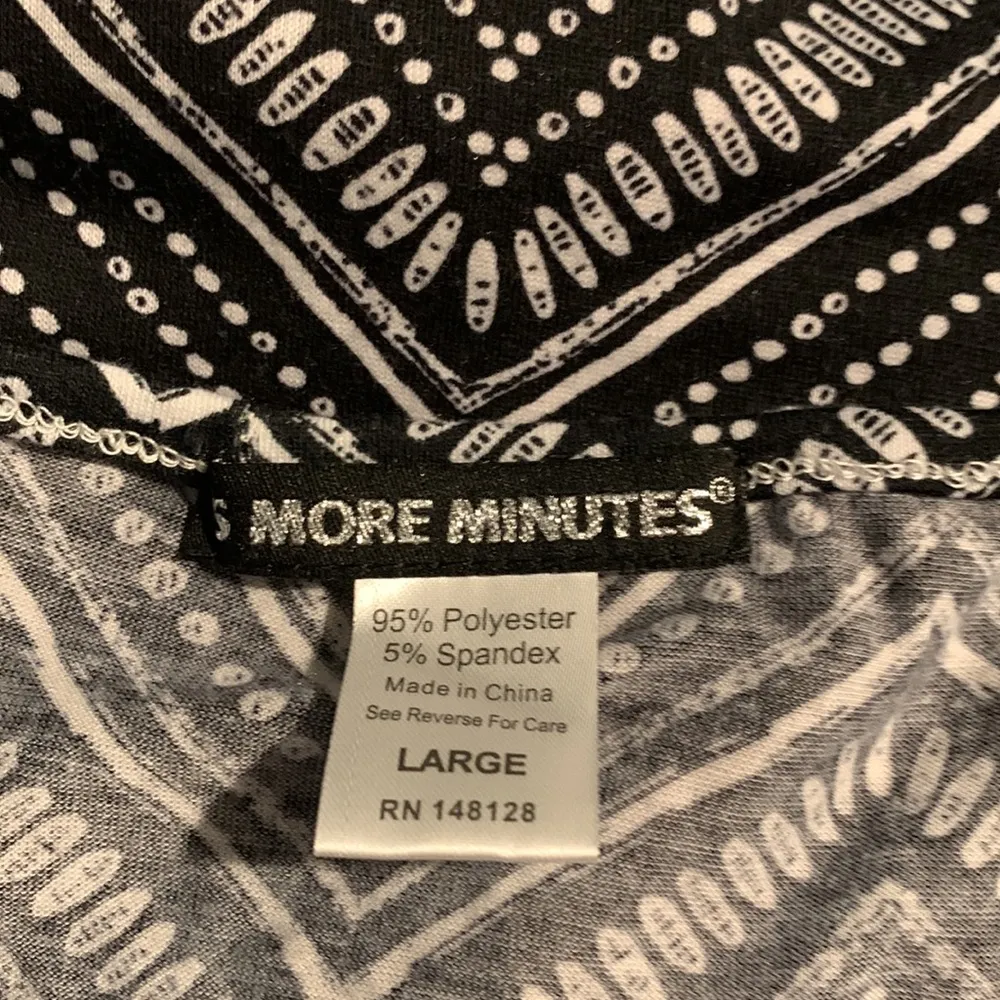 MORE MINUTES®
95% Polyester
5% Spandex
Made in China
See Reverse For Care
LARGE
RN 148128